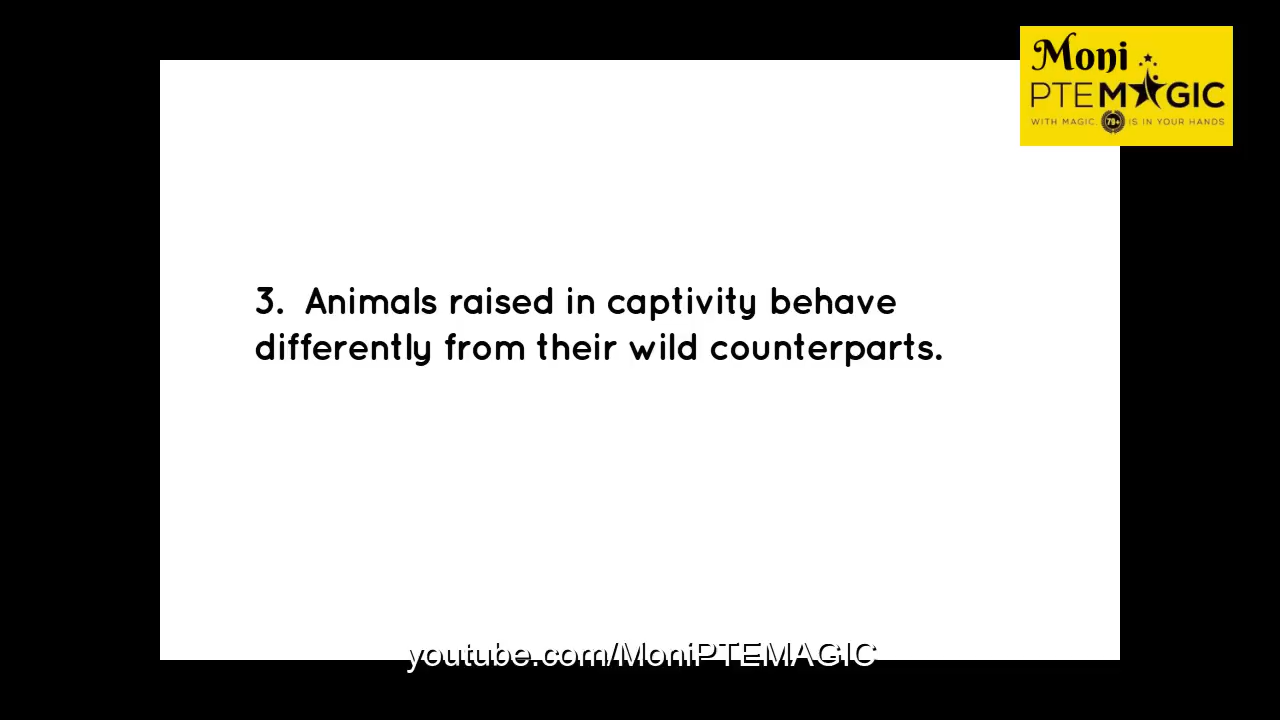 Moni
PTEMAGIC
WITH MAGIC, 79+ IS IN YOUR HANDS
3. Animals raised in captivity behave
differently from their wild counterparts.
youtube.com/MoniPTEMAGIC